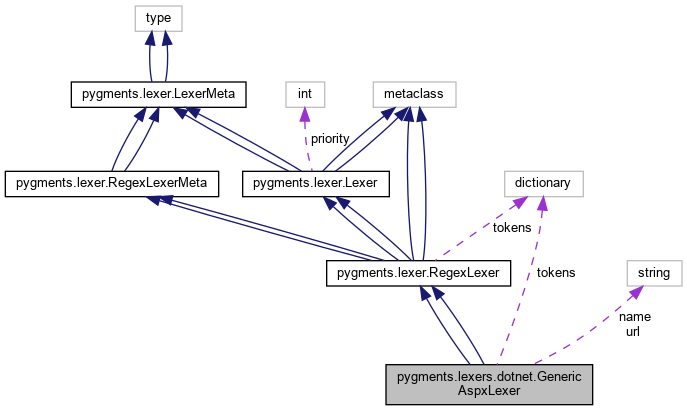 type
pygments.lexer.LexerMeta
int
metaclass
priority
pygments.lexer.RegexLexerMeta
pygments.lexer.Lexer
dictionary
tokens
pygments.lexer.RegexLexer
tokens
string
name
url
pygments.lexers.dotnet.Generic
AspxLexer